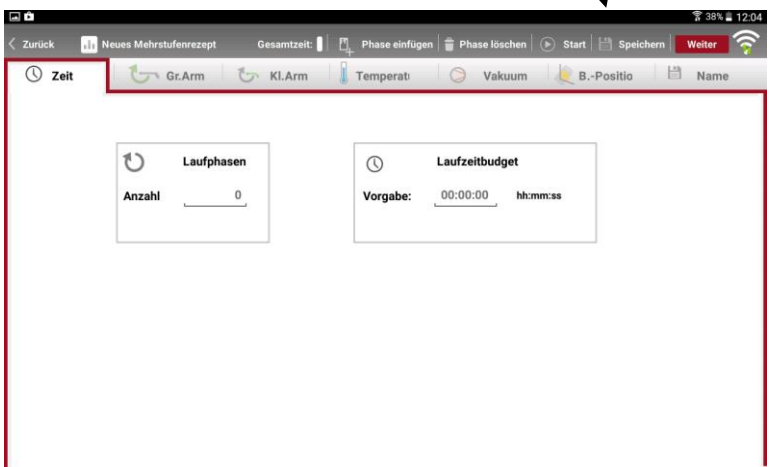 38% 12:04
Zurück Neues Mehrstufenrezept Gesamtzeit: Phase einfügen Phase löschen Start Speichern Weiter
Zeit Gr.Arm Kl.Arm Temperatu Vakuum B.-Positio Name
Laufphasen Laufzeitbudget
Anzahl 0 Vorgabe: 00:00:00 hh:mm:ss